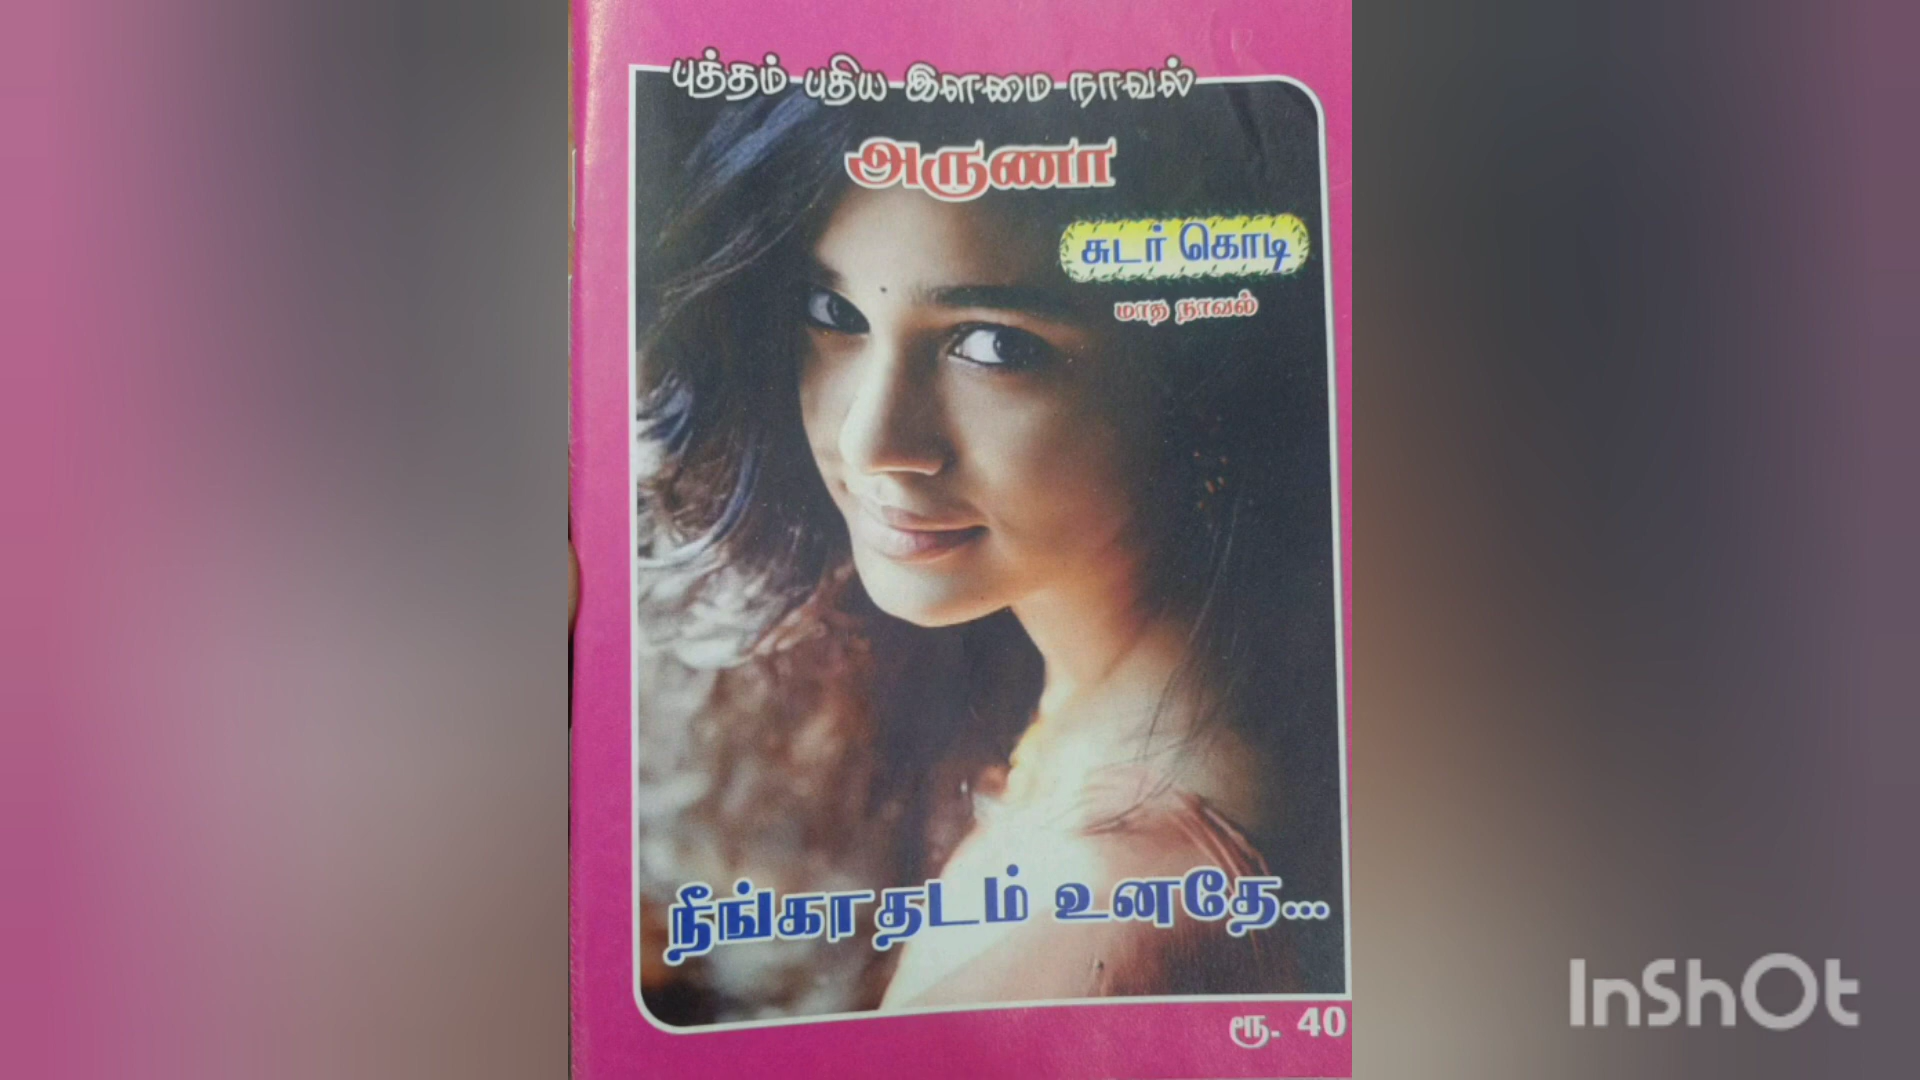 புத்தம் புதிய இளமை நாவல்
அருணா
சுடர் கொடி
மாத நாவல்
நீங்கா தடம் உனதே...
ரூ. 40
InShOt